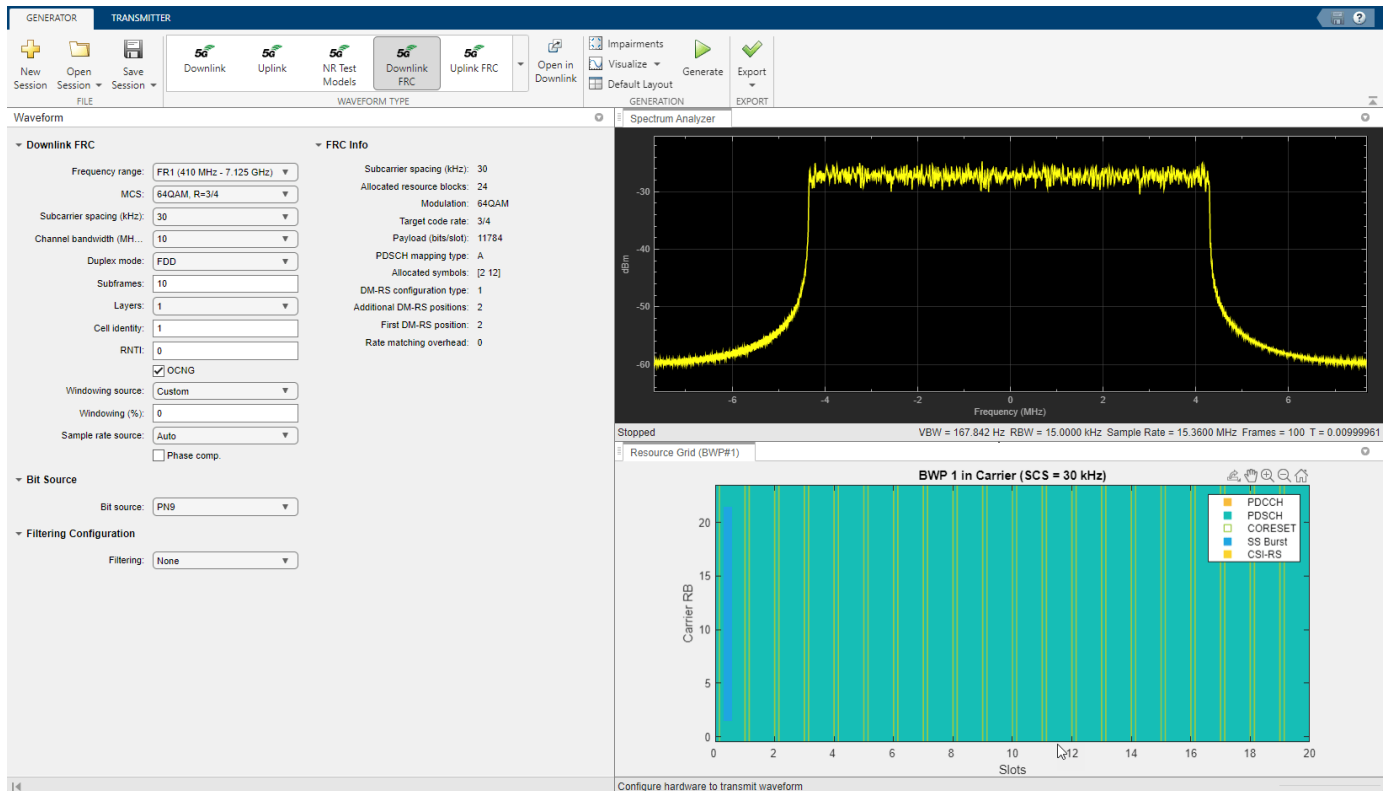 GENERATOR TRANSMITTER
?
New Session
Open Session
Save Session
5G Downlink
5G Uplink
5G NR Test Models
5G Downlink FRC
5G Uplink FRC
Open in Downlink
Impairments
Visualize
Default Layout
Generate
Export
FILE WAVEFORM TYPE GENERATION EXPORT
Waveform
Downlink FRC
Frequency range: FR1 (410 MHz - 7.125 GHz)
MCS: 64QAM, R=3/4
Subcarrier spacing (kHz): 30
Channel bandwidth (MH... 10
Duplex mode: FDD
Subframes: 10
Layers: 1
Cell identity: 1
RNTI: 0
OCNG
Windowing source: Custom
Windowing (%): 0
Sample rate source: Auto
Phase comp.
Bit Source
Bit source: PN9
Filtering Configuration
Filtering: None
FRC Info
Subcarrier spacing (kHz): 30
Allocated resource blocks: 24
Modulation: 64QAM
Target code rate: 3/4
Payload (bits/slot): 11784
PDSCH mapping type: A
Allocated symbols: [2 12]
DM-RS configuration type: 1
Additional DM-RS positions: 2
First DM-RS position: 2
Rate matching overhead: 0
Spectrum Analyzer
-30
-40
-50
-60
dBm
-6 -4 -2 0 2 4 6
Frequency (MHz)
Stopped VBW = 167.842 Hz RBW = 15.0000 kHz Sample Rate = 15.3600 MHz Frames = 100 T = 0.00999961
Resource Grid (BWP#1)
BWP 1 in Carrier (SCS = 30 kHz)
PDCCH
PDSCH
CORESET
SS Burst
CSI-RS
20
15
10
5
0
Carrier RB
0 2 4 6 8 10 12 14 16 18 20
Slots
Configure hardware to transmit waveform